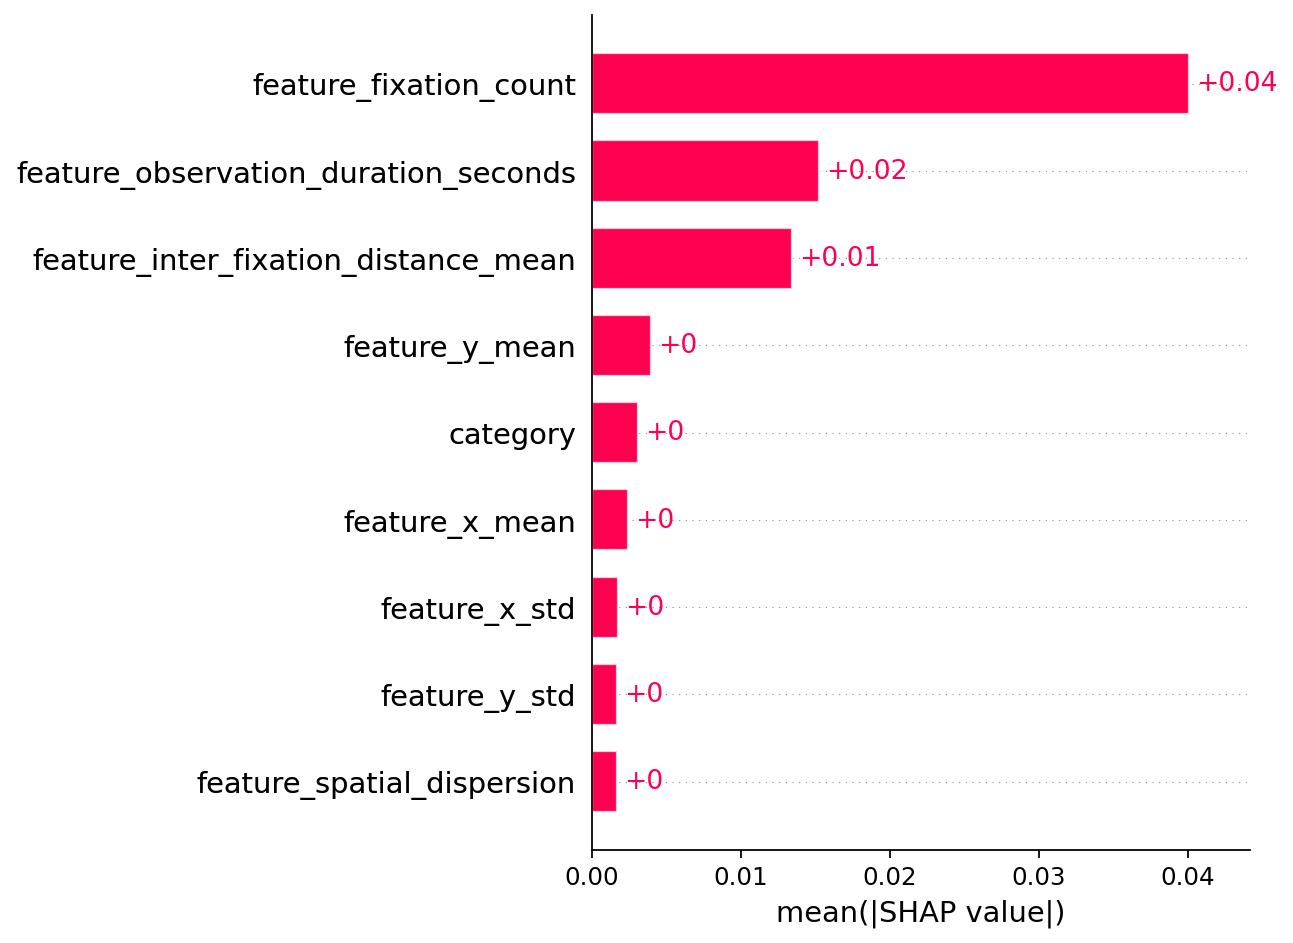 feature_fixation_count +0.04
feature_observation_duration_seconds +0.02
feature_inter_fixation_distance_mean +0.01
feature_y_mean +0
category +0
feature_x_mean +0
feature_x_std +0
feature_y_std +0
feature_spatial_dispersion +0
0.00 0.01 0.02 0.03 0.04
mean(|SHAP value|)